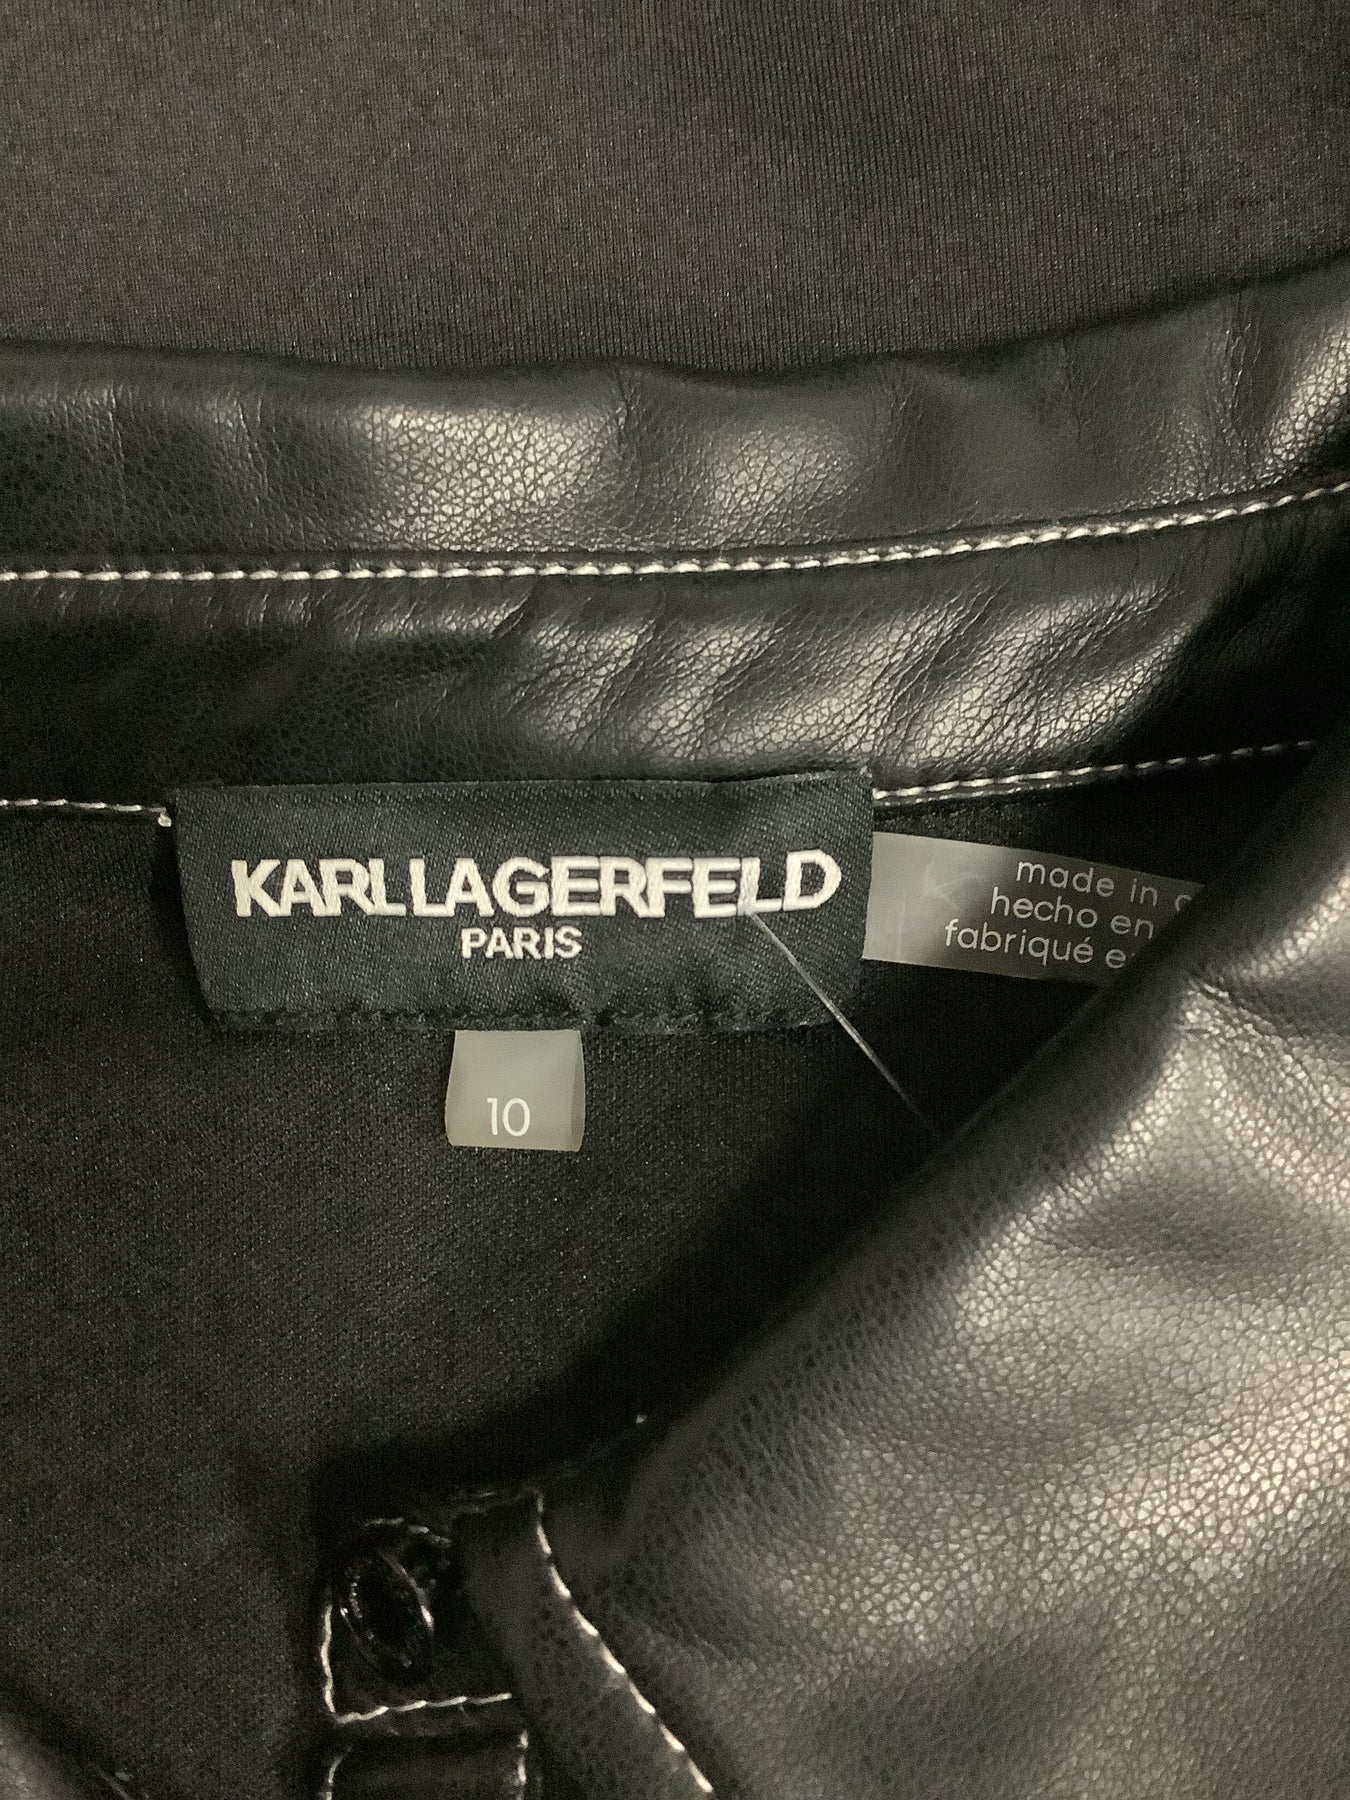 KARL LAGERFELD
PARIS
10
made in
hecho en
fabriqué